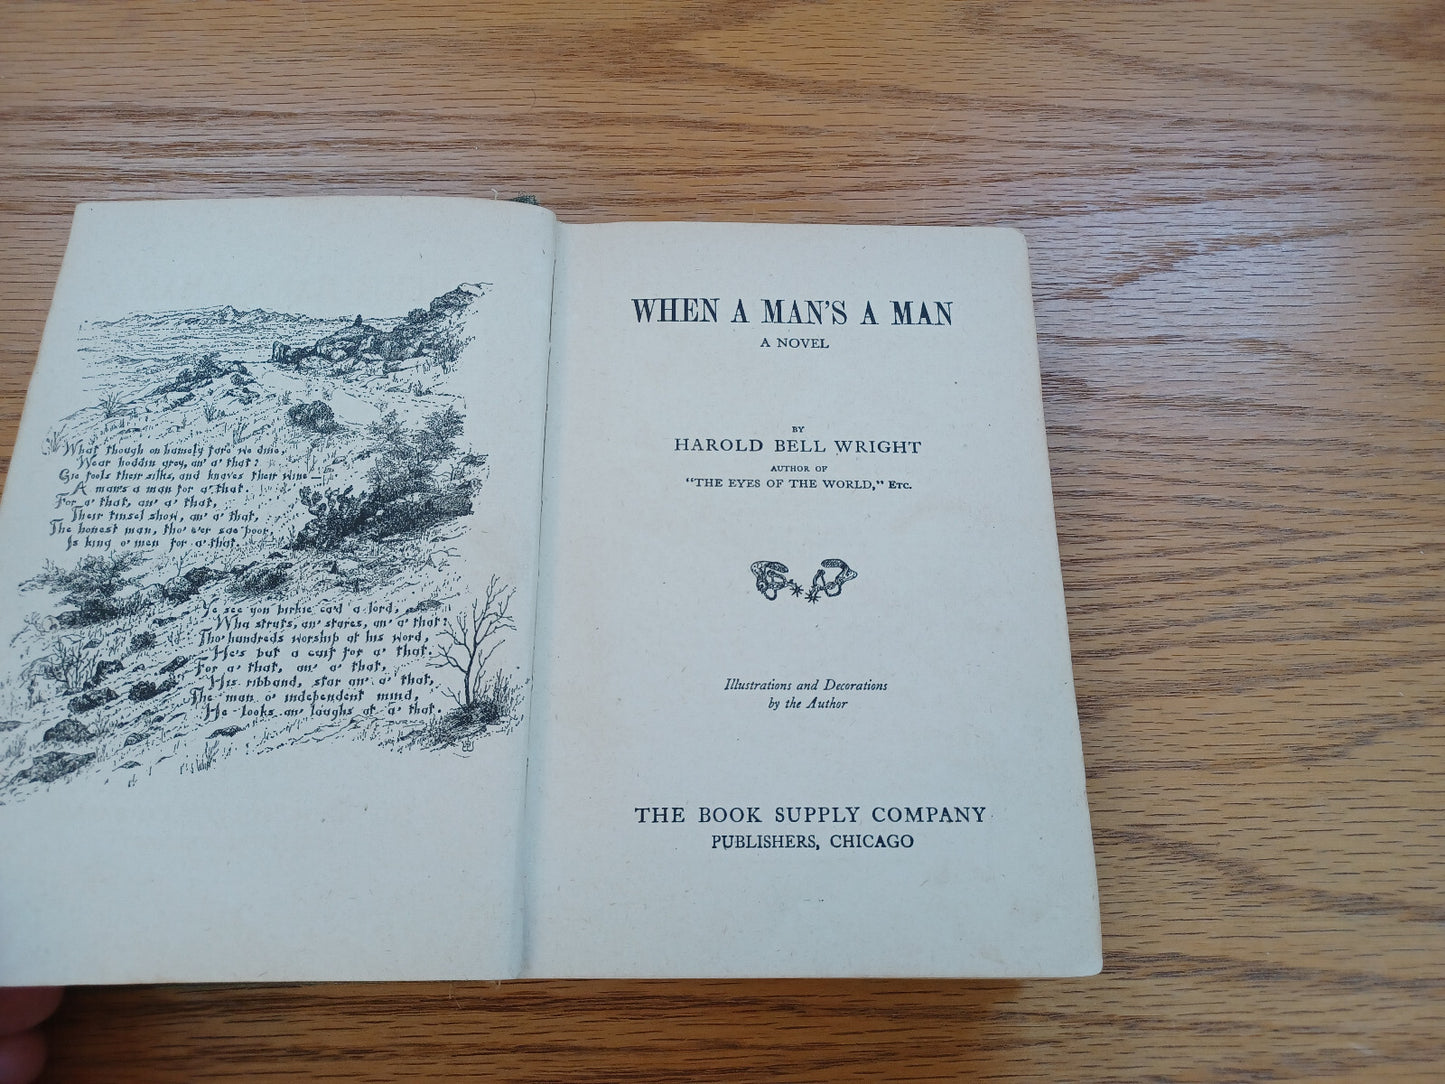 What though on hamely fare we dine,
Wear hoddin grey, an' a' that;
Gie fools their silks, and knaves their wine—
A man's a man for a' that.
For a' that, an' a' that,
Their tinsel show, an' a' that,
The honest man, tho' e'er sae poor,
Is king o' men for a' that.
Ye see yon birkie ca'd a lord,
Wha struts, an' stares, an' a' that;
Tho' hundreds worship at his word,
He's but a cuif for a' that.
For a' that, an' a' that,
His ribband, star an' a' that,
The man o' independent mind,
He looks an' laughs at a' that.
BURNS
WHEN A MAN'S A MAN
A NOVEL
BY
HAROLD BELL WRIGHT
AUTHOR OF
"THE EYES OF THE WORLD," ETC.
Illustrations and Decorations
by the Author
THE BOOK SUPPLY COMPANY
PUBLISHERS, CHICAGO